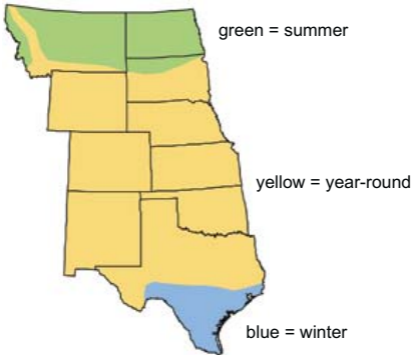 green = summer
yellow = year-round
blue = winter